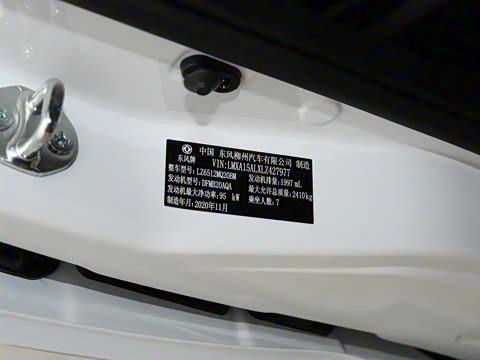 中国 东风柳州汽车有限公司 制造
东风牌 VIN:LMXA15ALXLZ427977
整车型号:LZ6512MQ20BM 发动机排量:1997 mL
发动机型号:DFMB20AQA 最大允许总质量:2410kg
发动机最大净功率:95 kW 乘坐人数:7
制造年月:2020年11月